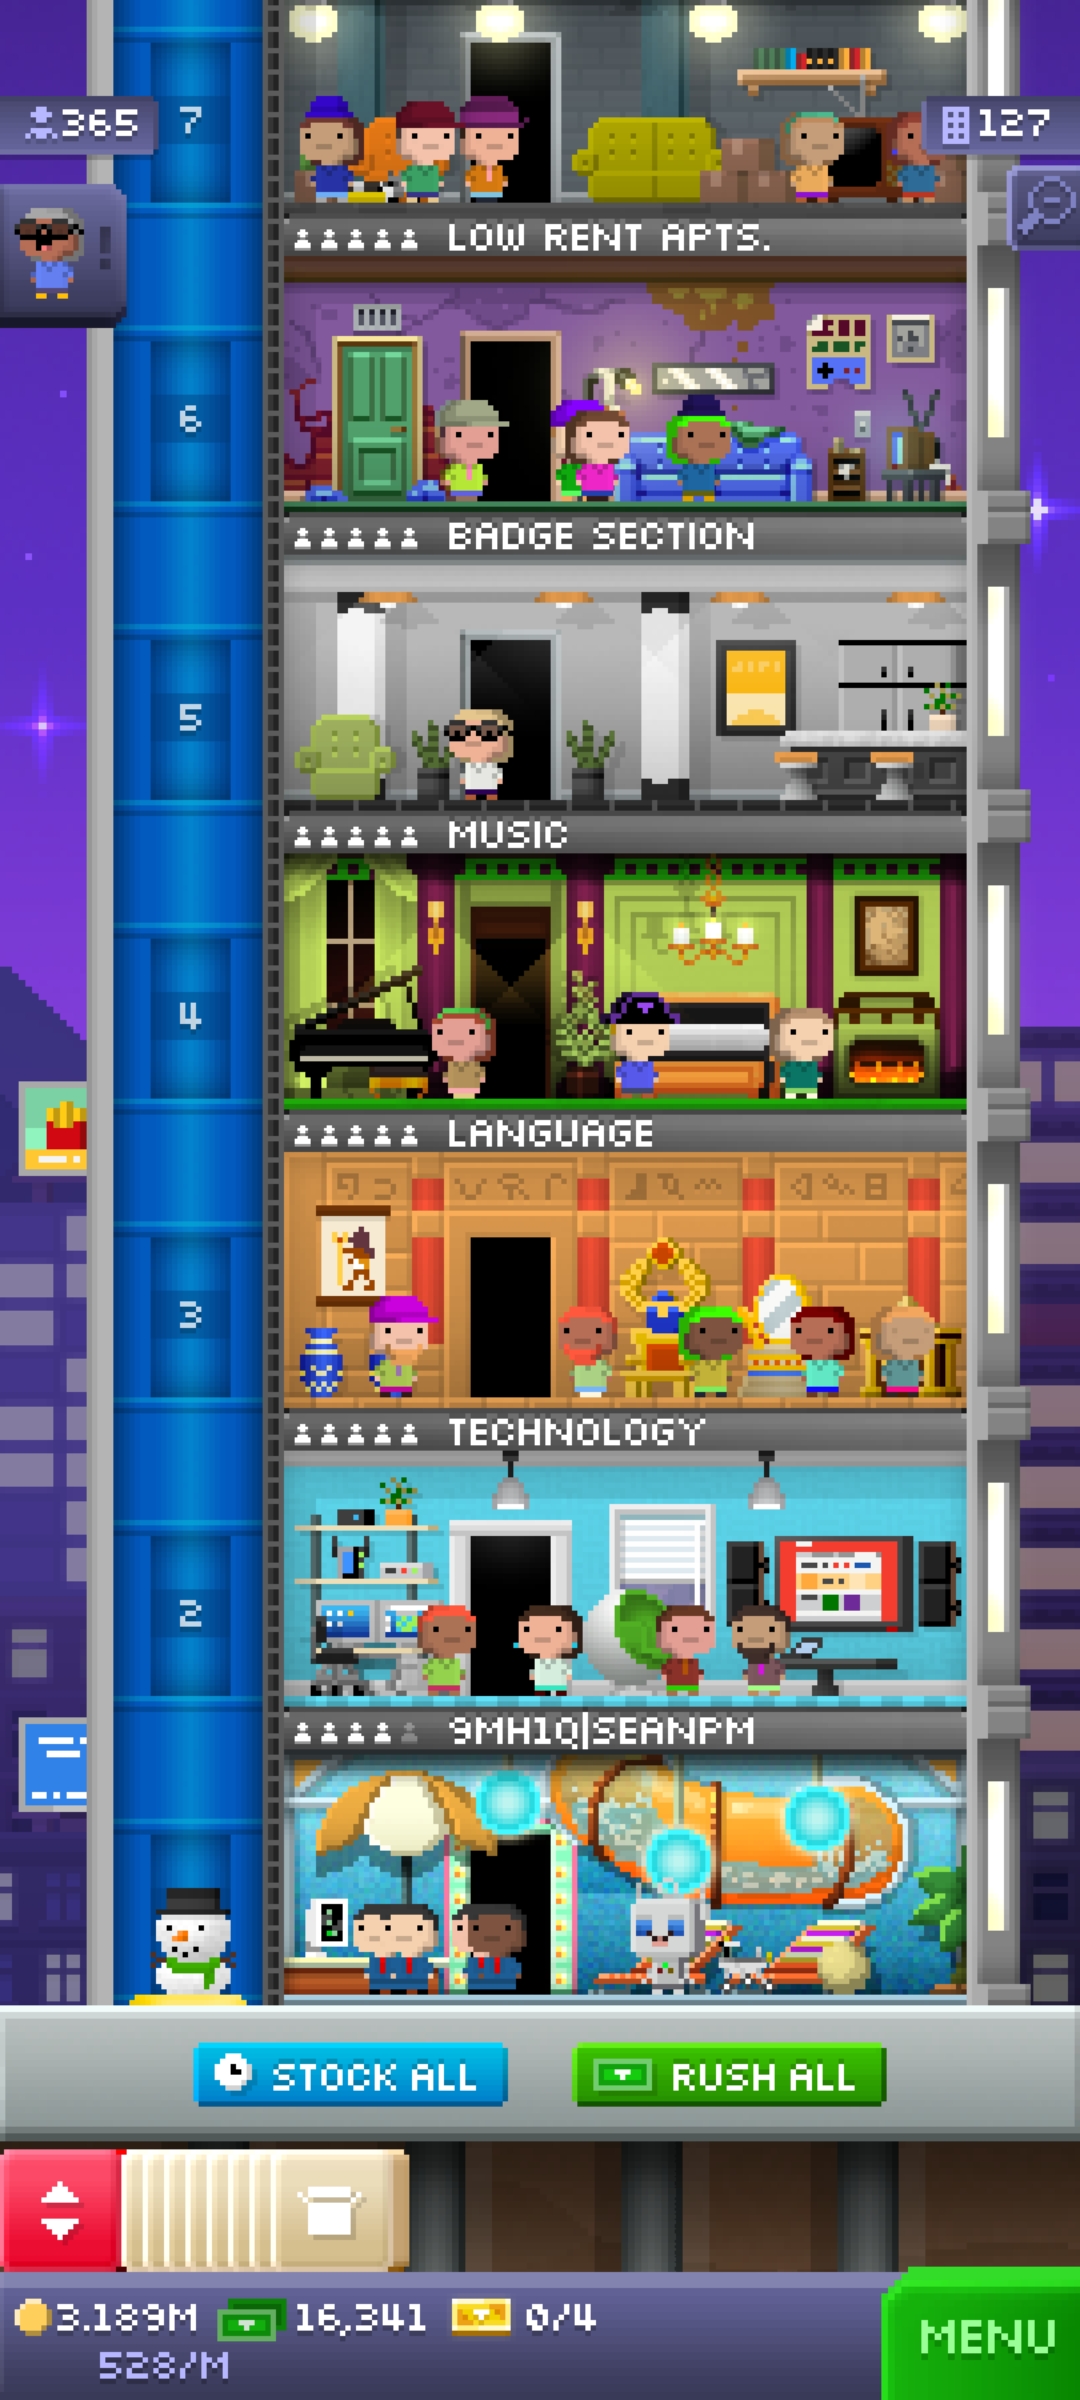 365
7
127
LOW RENT APTS.
6
BADGE SECTION
5
MUSIC
4
LANGUAGE
3
TECHNOLOGY
2
9MH1Q|SEANPM
STOCK ALL
RUSH ALL
3.189M
16,341
0/4
528/M
MENU